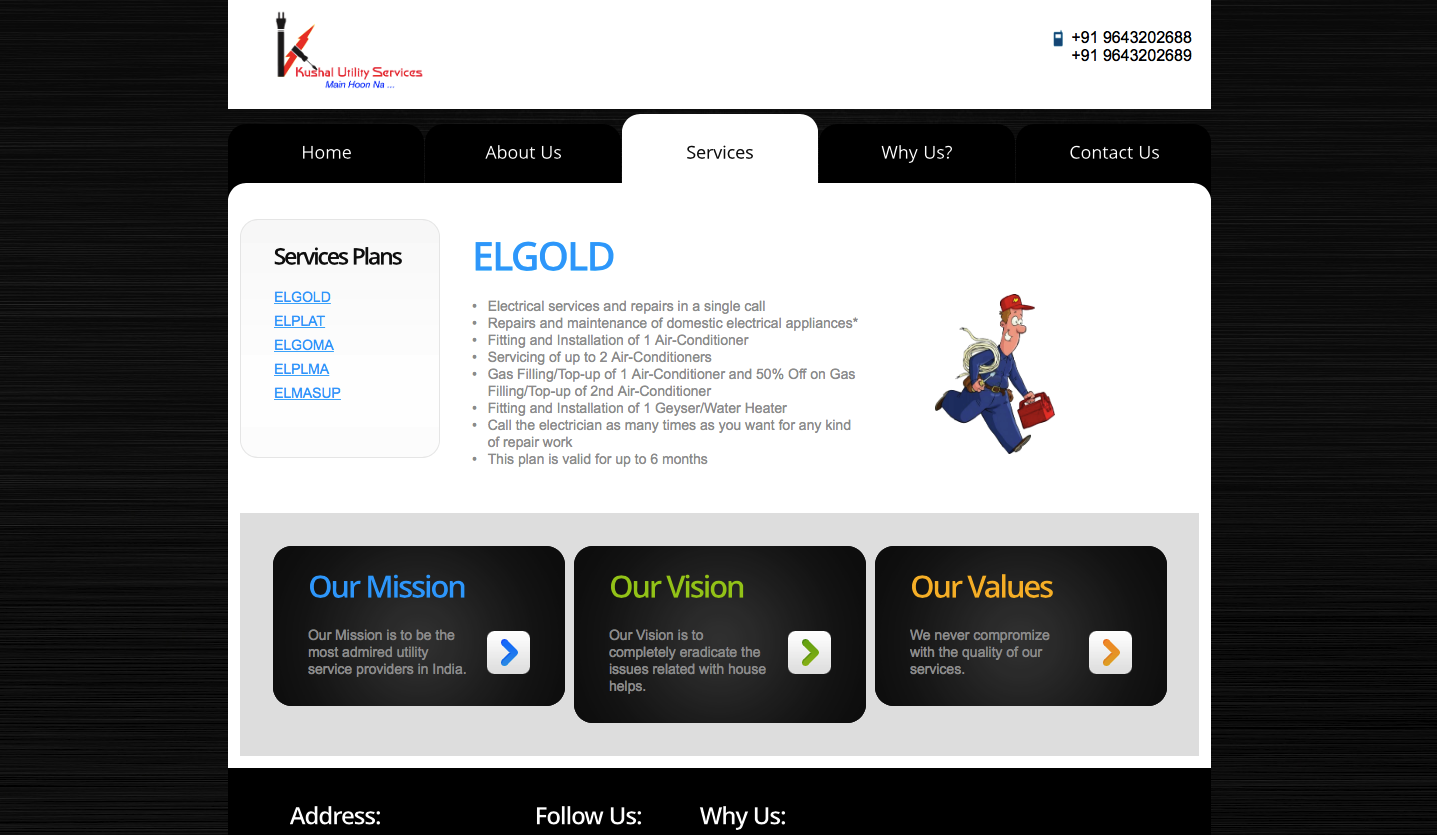 Kushal Utility Services
Main Hoon Na ...
+91 9643202688
+91 9643202689
Home
About Us
Services
Why Us?
Contact Us
Services Plans
ELGOLD
ELPLAT
ELGOMA
ELPLMA
ELMASUP
ELGOLD
• Electrical services and repairs in a single call
• Repairs and maintenance of domestic electrical appliances*
• Fitting and Installation of 1 Air-Conditioner
• Servicing of up to 2 Air-Conditioners
• Gas Filling/Top-up of 1 Air-Conditioner and 50% Off on Gas
Filling/Top-up of 2nd Air-Conditioner
• Fitting and Installation of 1 Geyser/Water Heater
• Call the electrician as many times as you want for any kind
of repair work
• This plan is valid for up to 6 months
Our Mission
Our Mission is to be the
most admired utility
service providers in India.
Our Vision
Our Vision is to
completely eradicate the
issues related with house
helps.
Our Values
We never compromize
with the quality of our
services.
Address:
Follow Us:
Why Us: